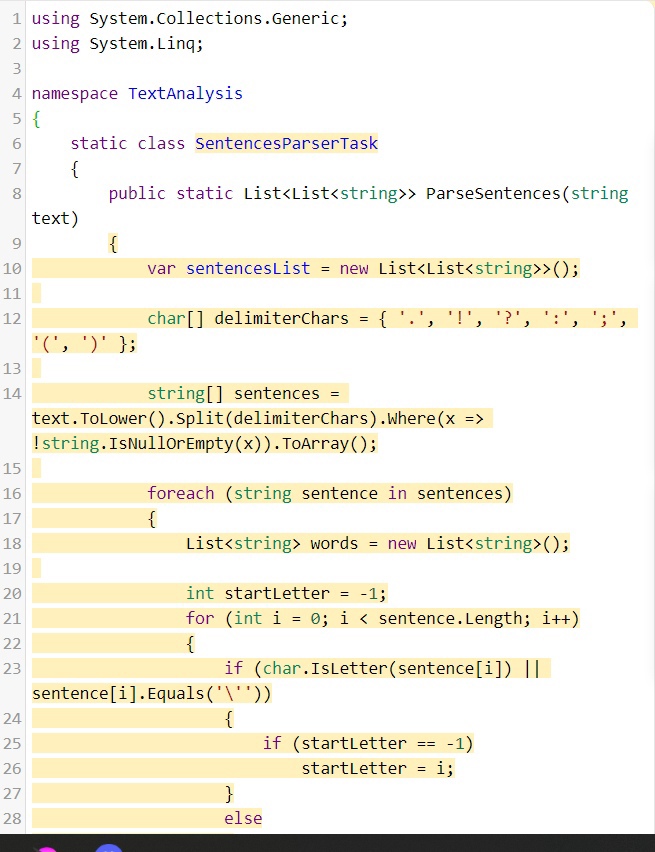 1 using System.Collections.Generic;
2 using System.Linq;
3
4 namespace TextAnalysis
5 {
6     static class SentencesParserTask
7     {
8         public static List<List<string>> ParseSentences(string
text)
9         {
10             var sentencesList = new List<List<string>>();
11
12             char[] delimiterChars = { '.', '!', '?', ':', ';',
'(', ')' };
13
14             string[] sentences =
text.ToLower().Split(delimiterChars).Where(x =>
!string.IsNullOrEmpty(x)).ToArray();
15
16             foreach (string sentence in sentences)
17             {
18                 List<string> words = new List<string>();
19
20                 int startLetter = -1;
21                 for (int i = 0; i < sentence.Length; i++)
22                 {
23                     if (char.IsLetter(sentence[i]) ||
sentence[i].Equals('\''))
24                     {
25                         if (startLetter == -1)
26                             startLetter = i;
27                     }
28                     else